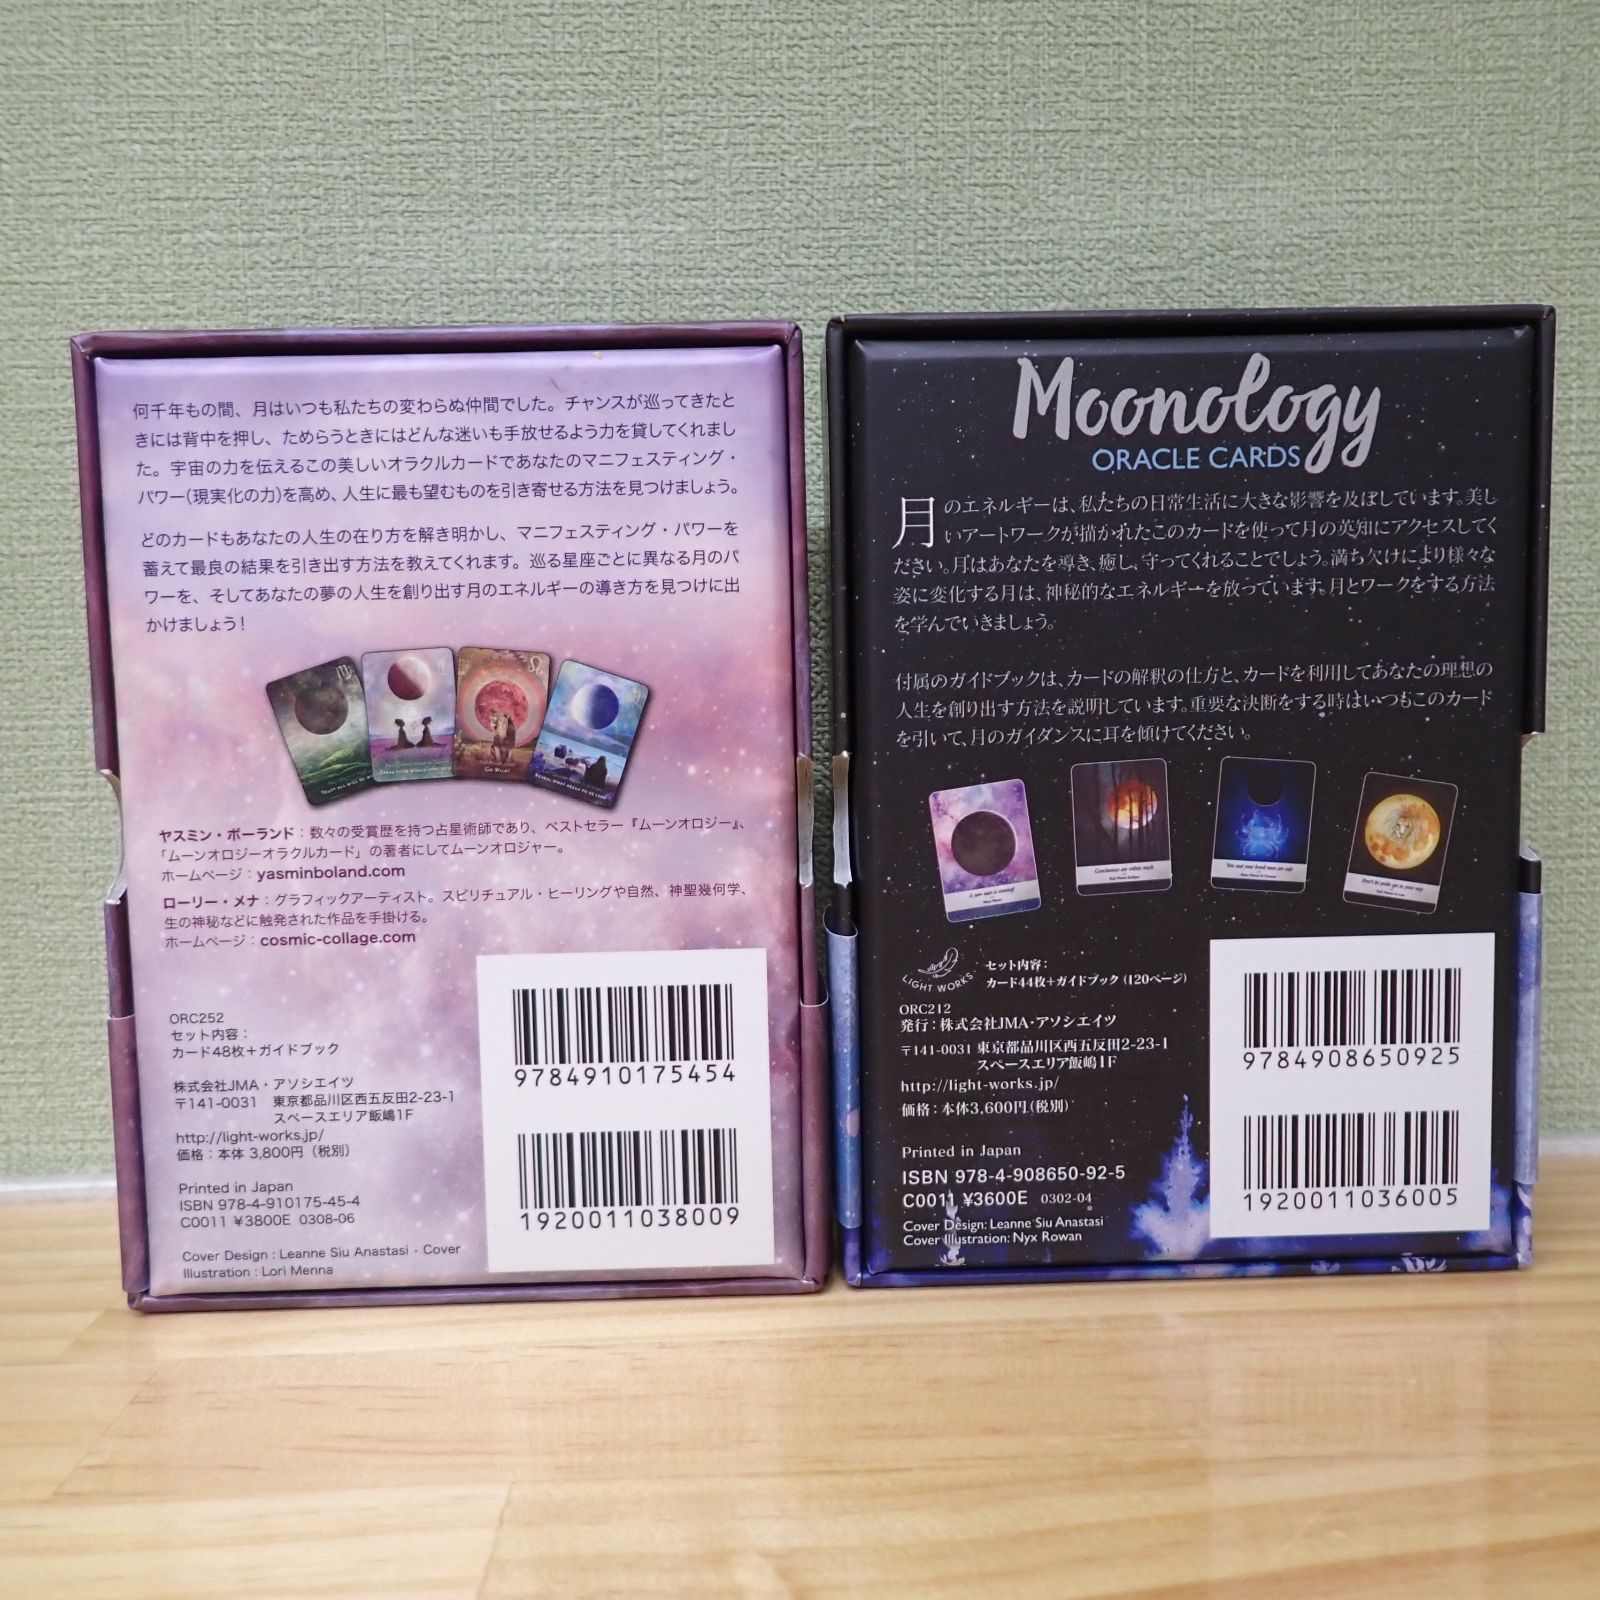 何千年もの間、月はいつも私たちの変わらぬ仲間でした。チャンスが巡ってきたと
きには背中を押し、ためらうときにはどんな迷いも手放せるよう力を貸してくれまし
た。宇宙の力を伝えるこの美しいオラクルカードであなたのマニフェスティング・
パワー(現実化の力)を高め、人生に最も望むものを引き寄せる方法を見つけましょう。
どのカードもあなたの人生の在り方を解き明かし、マニフェスティング・パワーを
蓄えて最良の結果を引き出す方法を教えてくれます。巡る星座ごとに異なる月のパ
ワーを、そしてあなたの夢の人生を創り出す月のエネルギーの導き方を見つけに出
かけましょう!
GO WILD!
ヤスミン・ボーランド：数々の受賞歴を持つ占星術師であり、ベストセラー『ムーンオロジー』、
「ムーンオロジーオラクルカード」の著者にしてムーンオロジャー。
ホームページ：yasminboland.com
ローリー・メナ：グラフィックアーティスト。スピリチュアル・ヒーリングや自然、神聖幾何学、
生の神秘などに触発された作品を手掛ける。
ホームページ：cosmic-collage.com
ORC252
セット内容：
カード48枚＋ガイドブック
株式会社JMA・アソシエイツ
〒141-0031 東京都品川区西五反田2-23-1
スペースエリア飯嶋1F
http://light-works.jp/
価格：本体 3,800円（税別）
Printed in Japan
ISBN 978-4-910175-45-4
C0011 ¥3800E 0308-06
Cover Design : Leanne Siu Anastasi · Cover
Illustration : Lori Menna
9784910175454
1920011038009
Moonology
ORACLE CARDS
月のエネルギーは、私たちの日常生活に大きな影響を及ぼしています。美し
いアートワークが描かれたこのカードを使って月の英知にアクセスしてく
ださい。月はあなたを導き、癒し、守ってくれることでしょう。満ち欠けにより様々な
姿に変化する月は、神秘的なエネルギーを放っています。月とワークをする方法
を学んでいきましょう。
付属のガイドブックは、カードの解釈の仕方と、カードを利用してあなたの理想の
人生を創り出す方法を説明しています。重要な決断をする時はいつもこのカード
を引いて、月のガイダンスに耳を傾けてください。
Conclusions are within reach
Full Moon Eclipse
You and your loved ones are safe
New Moon in Cancer
Don't let pride get in your way
Full Moon in Leo
New Moon
LIGHT WORKS
セット内容：
カード44枚＋ガイドブック (120ページ)
ORC212
発行：株式会社JMA・アソシエイツ
〒141-0031 東京都品川区西五反田2-23-1
スペースエリア飯嶋1F
http://light-works.jp/
価格：本体3,600円(税別)
Printed in Japan
ISBN 978-4-908650-92-5
C0011 ¥3600E 0302-04
Cover Design: Leanne Siu Anastasi
Cover Illustration: Nyx Rowan
9784908650925
1920011036005